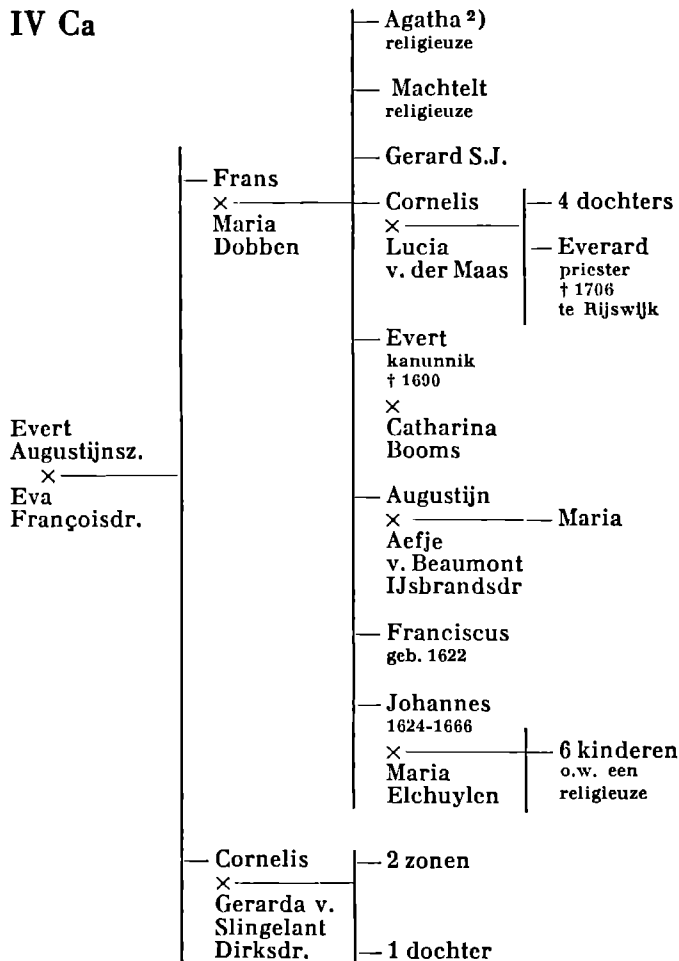 IV Ca
Agatha ²)
religieuze
Machtelt
religieuze
Gerard S.J.
Frans
×
Maria
Dobben
Cornelis
×
Lucia
v. der Maas
4 dochters
Everard
priester
† 1706
te Rijswijk
Evert
kanunnik
† 1690
×
Catharina
Booms
Evert
Augustijnsz.
×
Eva
Françoisdr.
Augustijn
×
Aefje
v. Beaumont
IJsbrandsdr
Maria
Franciscus
geb. 1622
Johannes
1624-1666
×
Maria
Elchuylen
6 kinderen
o.w. een
religieuze
Cornelis
×
Gerarda v.
Slingelant
Dirksdr.
2 zonen
1 dochter